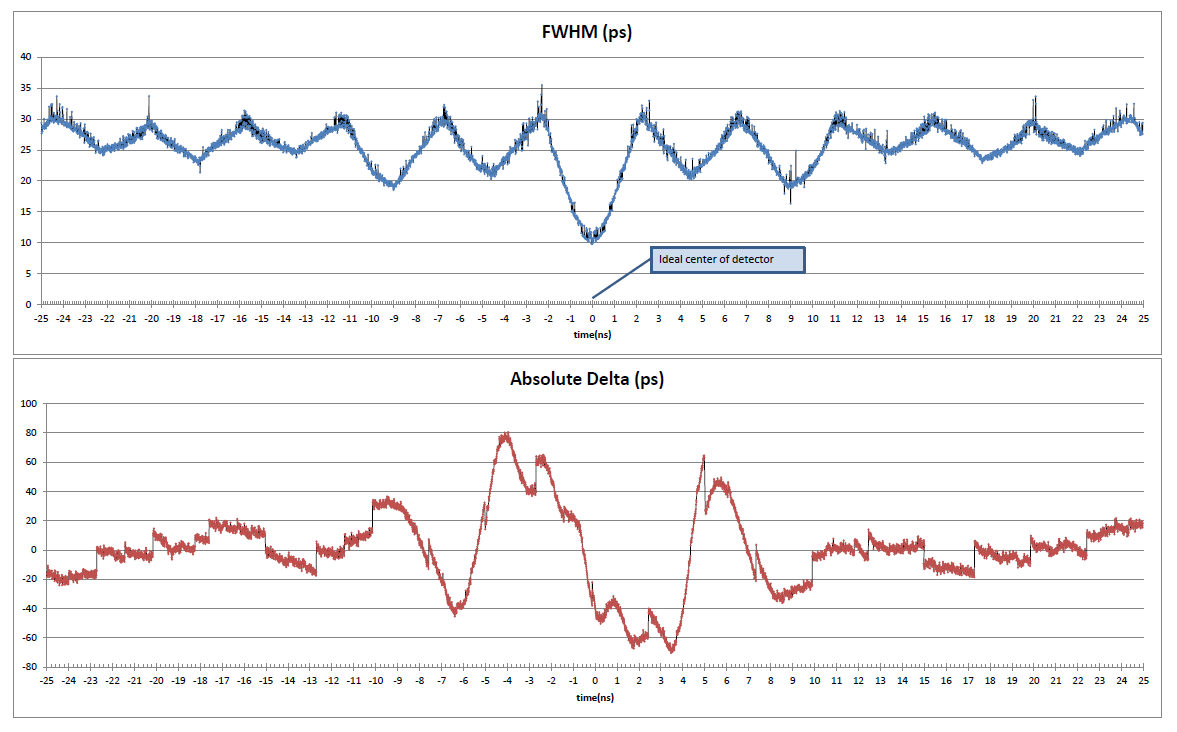 FWHM (ps)
40
35
30
25
20
15
10
5
0
Ideal center of detector
-25 -24 -23 -22 -21 -20 -19 -18 -17 -16 -15 -14 -13 -12 -11 -10 -9 -8 -7 -6 -5 -4 -3 -2 -1 0 1 2 3 4 5 6 7 8 9 10 11 12 13 14 15 16 17 18 19 20 21 22 23 24 25
time(ns)
Absolute Delta (ps)
100
80
60
40
20
0
-20
-40
-60
-80
-25 -24 -23 -22 -21 -20 -19 -18 -17 -16 -15 -14 -13 -12 -11 -10 -9 -8 -7 -6 -5 -4 -3 -2 -1 0 1 2 3 4 5 6 7 8 9 10 11 12 13 14 15 16 17 18 19 20 21 22 23 24 25
time(ns)